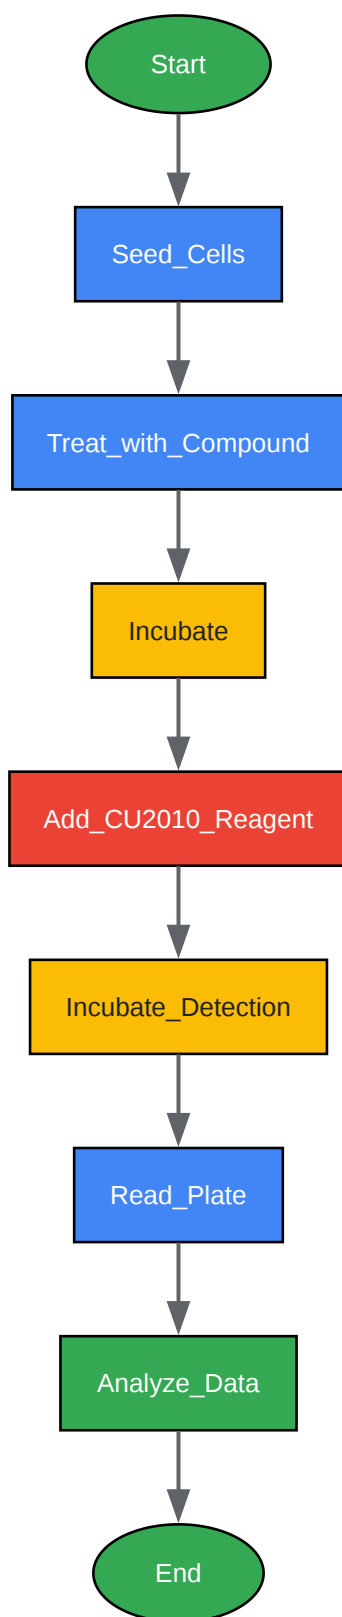 Start
Seed_Cells
Treat_with_Compound
Incubate
Add_CU2010_Reagent
Incubate_Detection
Read_Plate
Analyze_Data
End